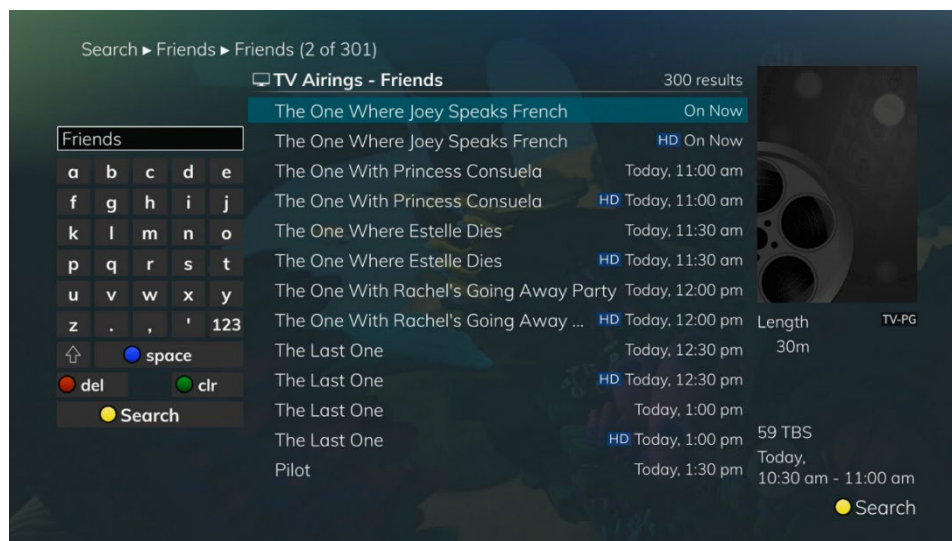 Search ▸ Friends ▸ Friends (2 of 301)
TV Airings - Friends 300 results
The One Where Joey Speaks French On Now
The One Where Joey Speaks French HD On Now
The One With Princess Consuela Today, 11:00 am
The One With Princess Consuela HD Today, 11:00 am
The One Where Estelle Dies Today, 11:30 am
The One Where Estelle Dies HD Today, 11:30 am
The One With Rachel's Going Away Party Today, 12:00 pm
The One With Rachel's Going Away ... HD Today, 12:00 pm
The Last One Today, 12:30 pm
The Last One HD Today, 12:30 pm
The Last One Today, 1:00 pm
The Last One HD Today, 1:00 pm
Pilot Today, 1:30 pm
Friends
a b c d e
f g h i j
k l m n o
p q r s t
u v w x y
z . , ' 123
space
del clr
Search
Length TV-PG
30m
59 TBS
Today,
10:30 am - 11:00 am
Search